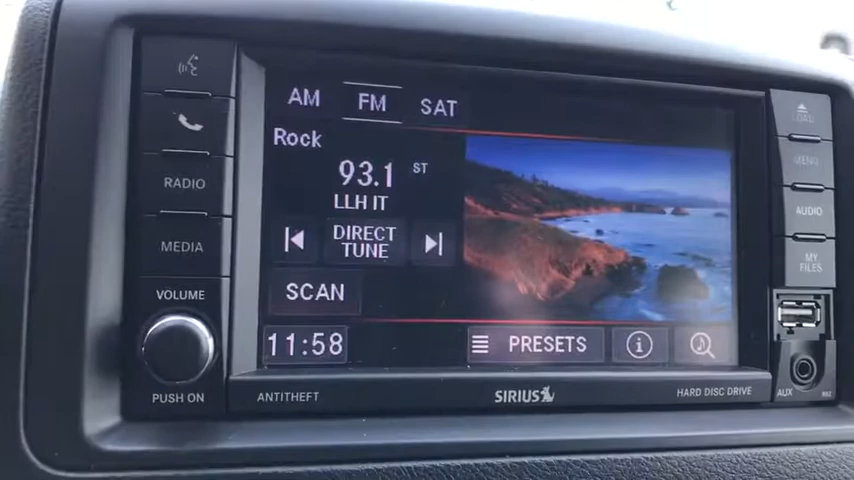 AM FM SAT
Rock
93.1 ST
LLH IT
DIRECT
TUNE
SCAN
11:58
PRESETS
RADIO
MEDIA
VOLUME
PUSH ON
ANTITHEFT
SIRIUS
HARD DISC DRIVE
LOAD
MENU
AUDIO
MY
FILES
AUX